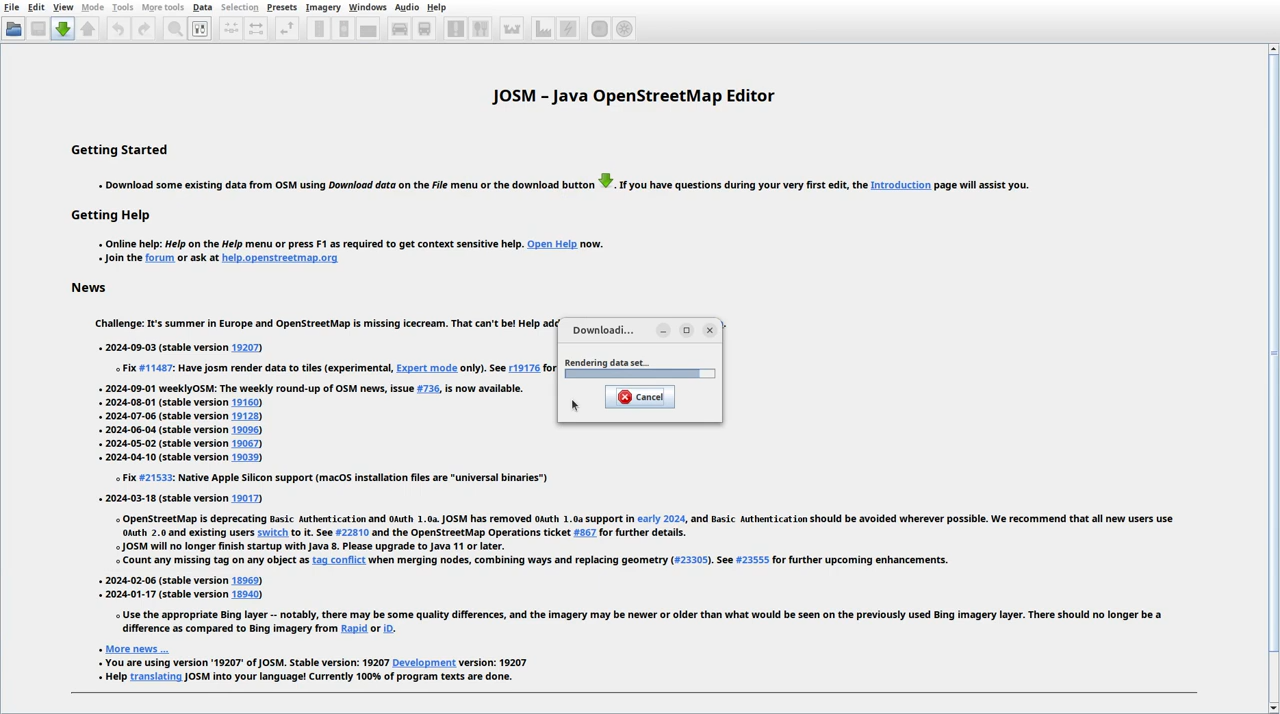 File Edit View Mode Tools More tools Data Selection Presets Imagery Windows Audio Help
JOSM – Java OpenStreetMap Editor
Getting Started
• Download some existing data from OSM using Download data on the File menu or the download button . If you have questions during your very first edit, the Introduction page will assist you.
Getting Help
• Online help: Help on the Help menu or press F1 as required to get context sensitive help. Open Help now.
• Join the forum or ask at help.openstreetmap.org
News
Challenge: It's summer in Europe and OpenStreetMap is missing icecream. That can't be! Help add
Downloadi...
• 2024-09-03 (stable version 19207)
Rendering data set...
Fix #11487: Have josm render data to tiles (experimental, Expert mode only). See r19176 for
• 2024-09-01 weeklyOSM: The weekly round-up of OSM news, issue #736, is now available.
Cancel
• 2024-08-01 (stable version 19160)
• 2024-07-06 (stable version 19128)
• 2024-06-04 (stable version 19096)
• 2024-05-02 (stable version 19067)
• 2024-04-10 (stable version 19039)
Fix #21533: Native Apple Silicon support (macOS installation files are "universal binaries")
• 2024-03-18 (stable version 19017)
OpenStreetMap is deprecating Basic Authentication and OAuth 1.0a. JOSM has removed OAuth 1.0a support in early 2024, and Basic Authentication should be avoided wherever possible. We recommend that all new users use
OAuth 2.0 and existing users switch to it. See #22810 and the OpenStreetMap Operations ticket #867 for further details.
JOSM will no longer finish startup with Java 8. Please upgrade to Java 11 or later.
Count any missing tag on any object as tag conflict when merging nodes, combining ways and replacing geometry (#23305). See #23555 for further upcoming enhancements.
• 2024-02-06 (stable version 18969)
• 2024-01-17 (stable version 18940)
Use the appropriate Bing layer -- notably, there may be some quality differences, and the imagery may be newer or older than what would be seen on the previously used Bing imagery layer. There should no longer be a
difference as compared to Bing imagery from Rapid or iD.
• More news ...
• You are using version '19207' of JOSM. Stable version: 19207 Development version: 19207
• Help translating JOSM into your language! Currently 100% of program texts are done.